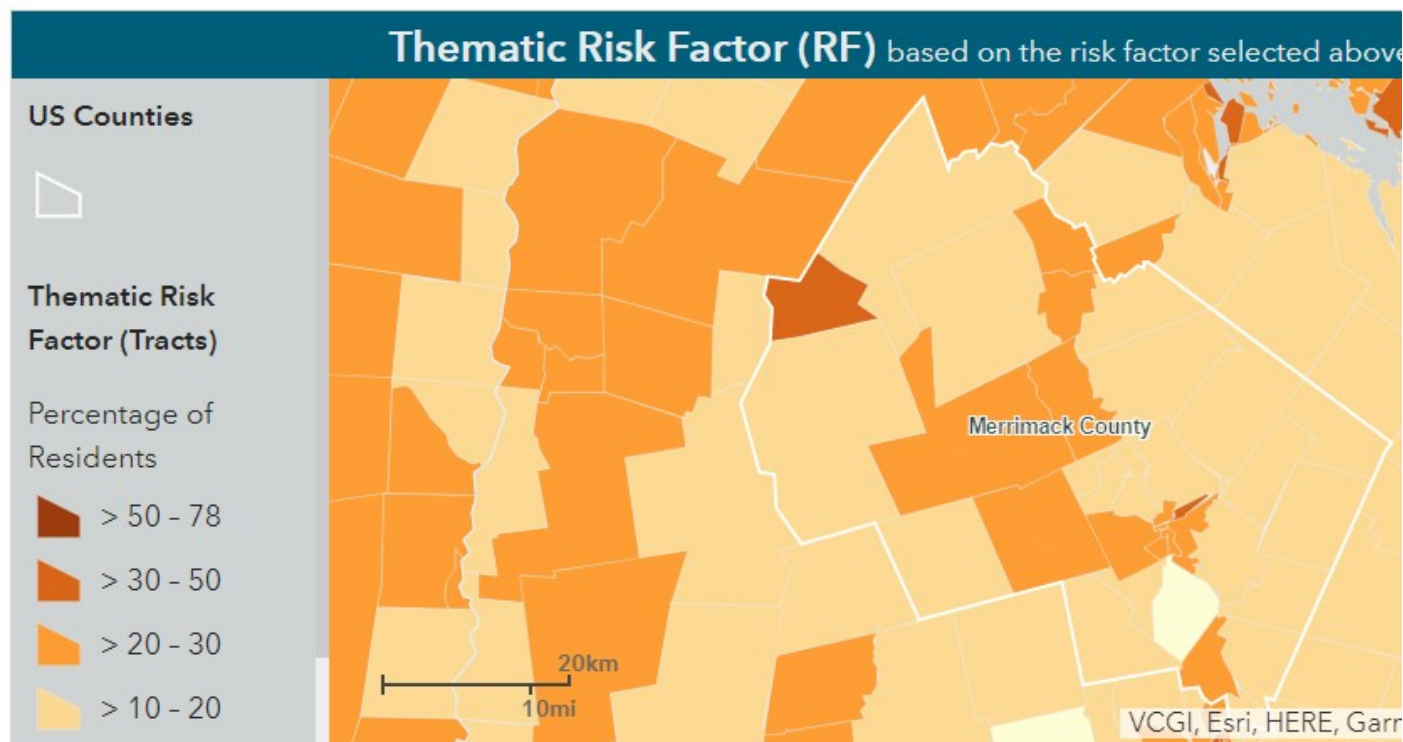 Thematic Risk Factor (RF) based on the risk factor selected above
US Counties
Thematic Risk
Factor (Tracts)
Percentage of
Residents
> 50 - 78
> 30 - 50
> 20 - 30
> 10 - 20
Merrimack County
20km
10mi
VCGI, Esri, HERE, Garm